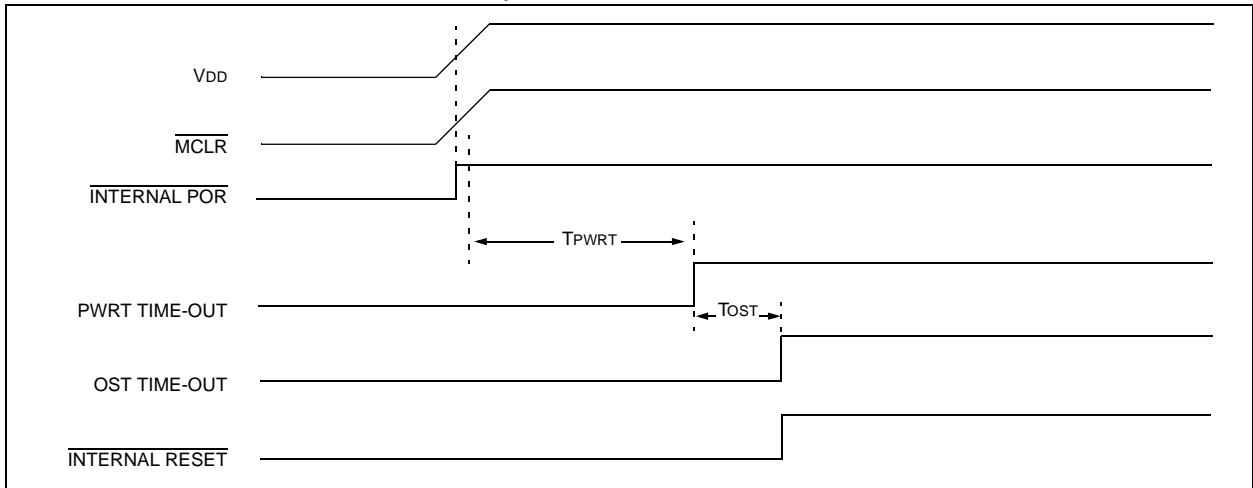 VDD
MCLR
INTERNAL POR
TPWRT
PWRT TIME-OUT
TOST
OST TIME-OUT
INTERNAL RESET